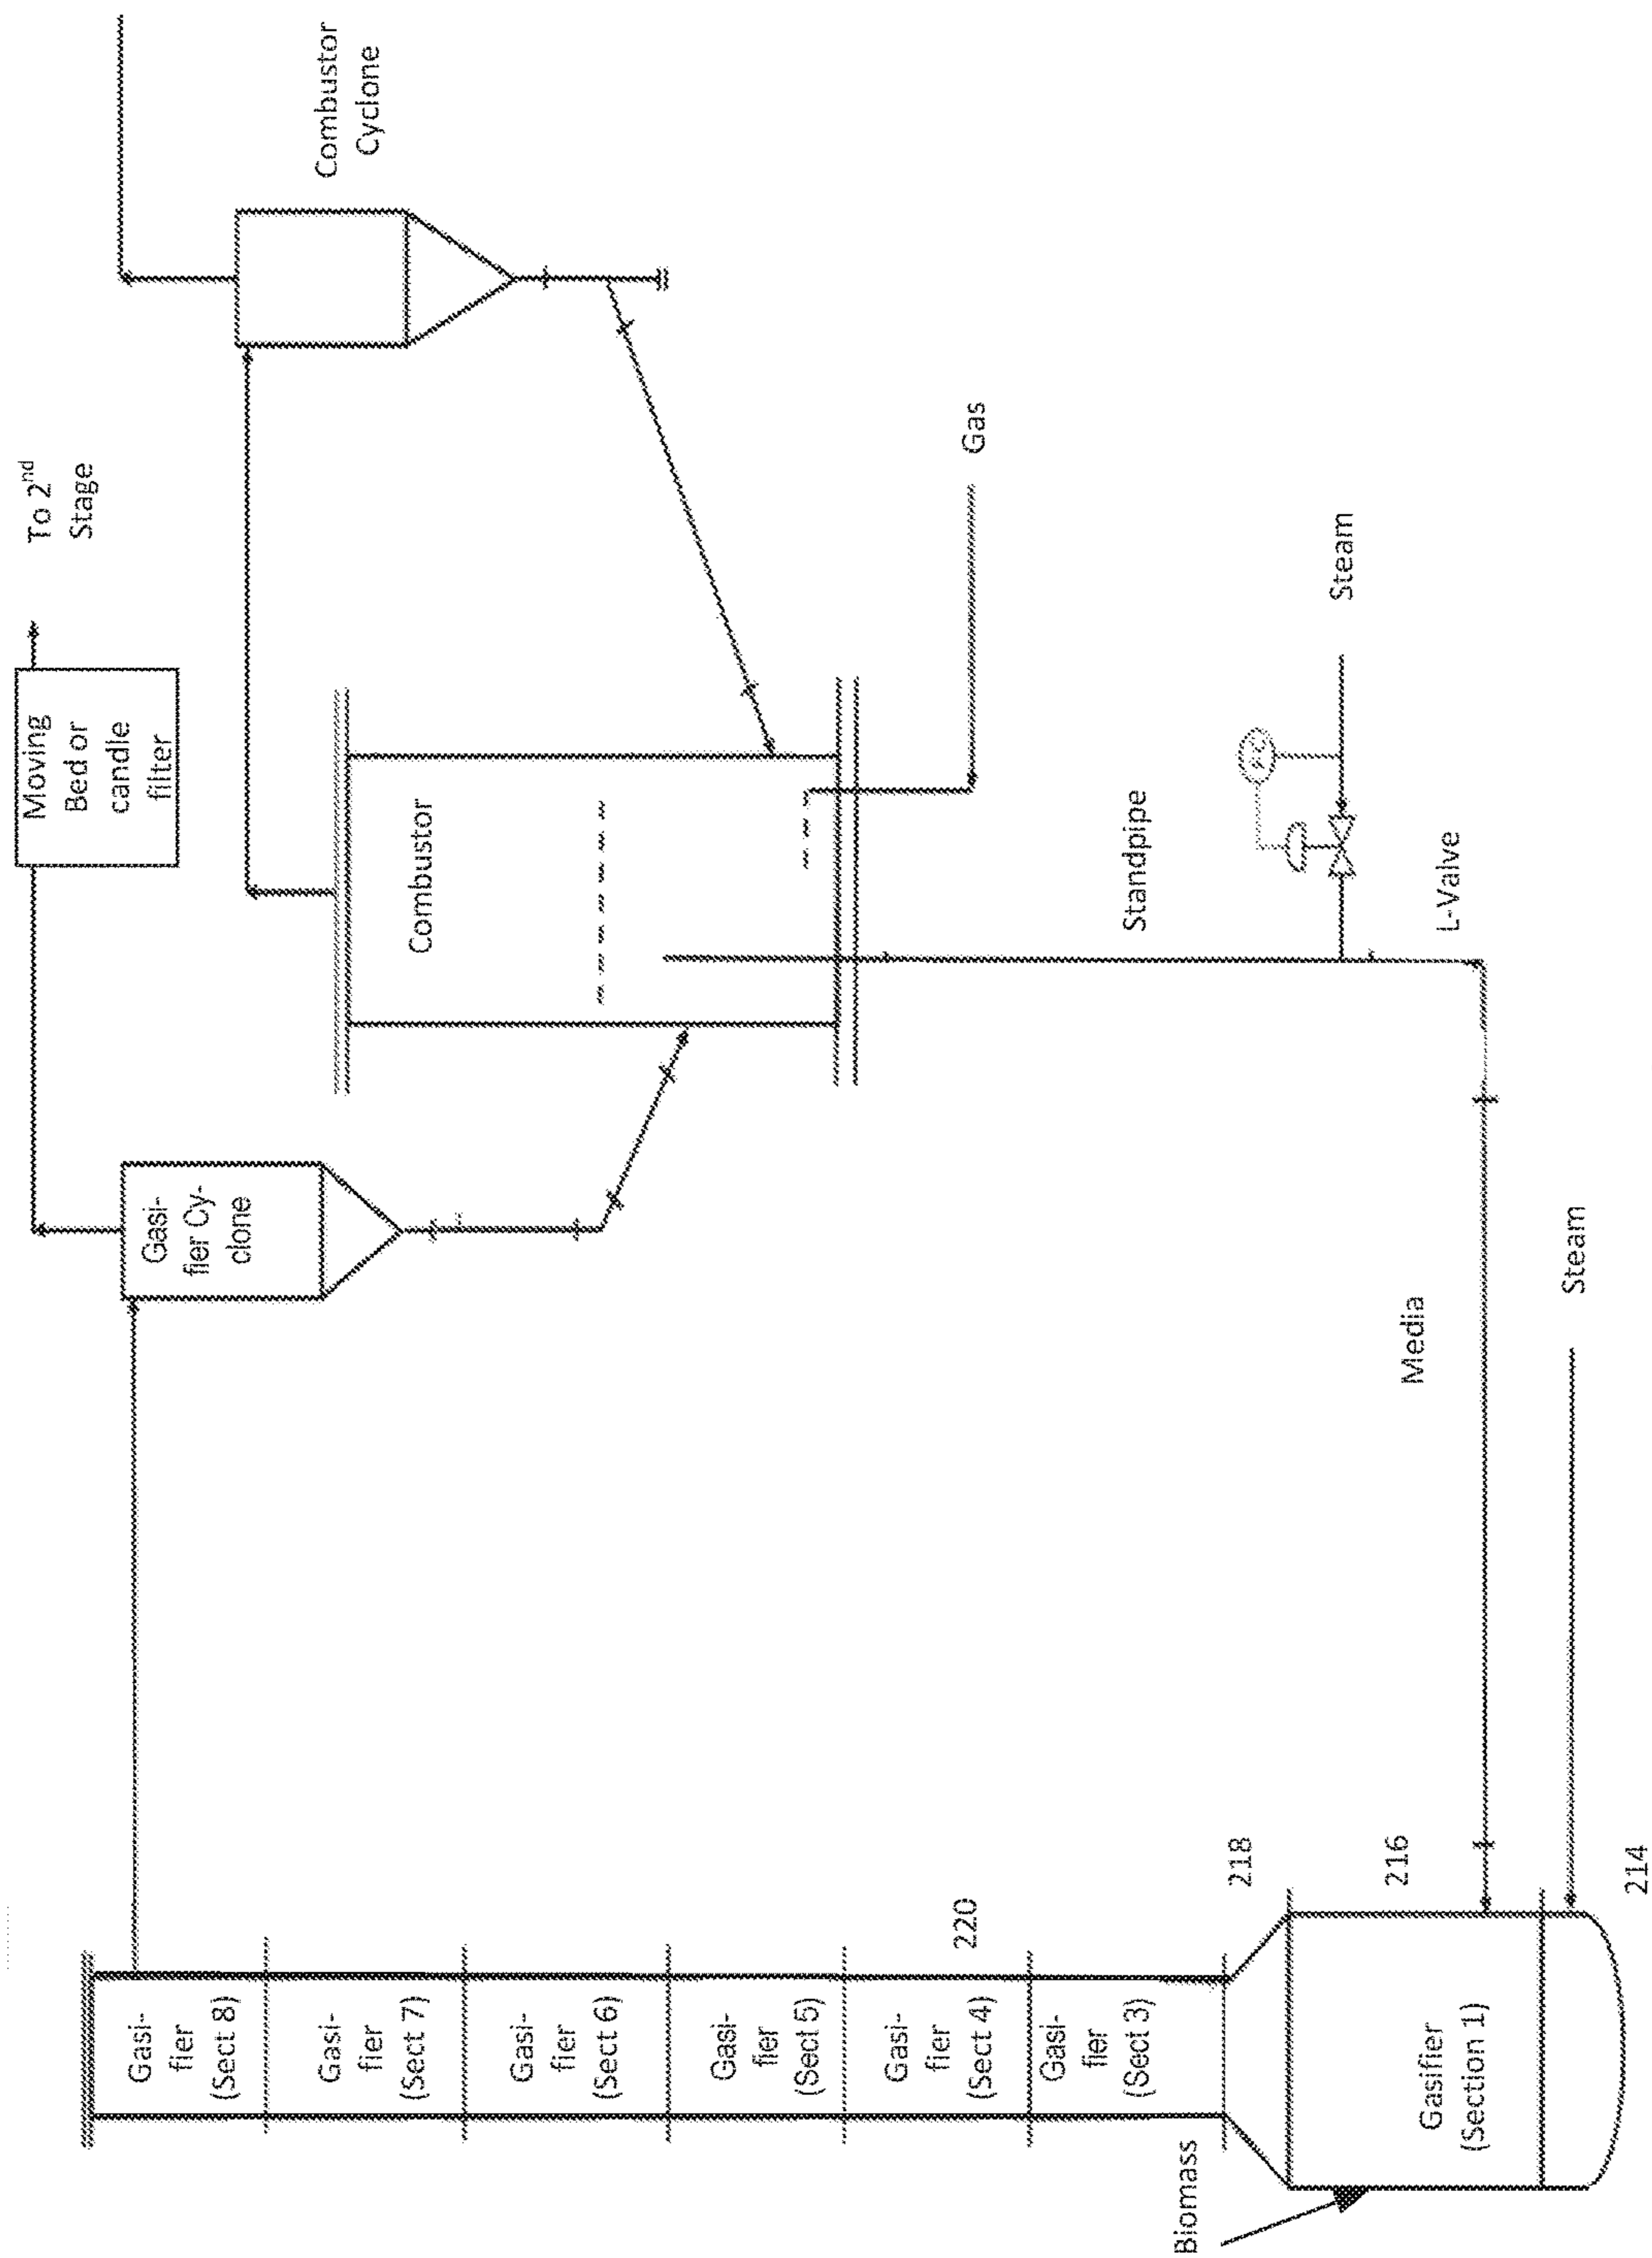 To 2nd
Stage
Moving
Bed or
candle
filter
Gasi-
fier Cy-
clone
Combustor
Cyclone
Combustor
Gasi-
fier
(Sect 8)
Gasi-
fier
(Sect 7)
Gasi-
fier
(Sect 6)
Gasi-
fier
(Sect 5)
Gasi-
fier
(Sect 4)
220
Gasi-
fier
(Sect 3)
Gas
Standpipe
Steam
L-Valve
Biomass
218
216
Media
Gasifier
(Section 1)
Steam
214